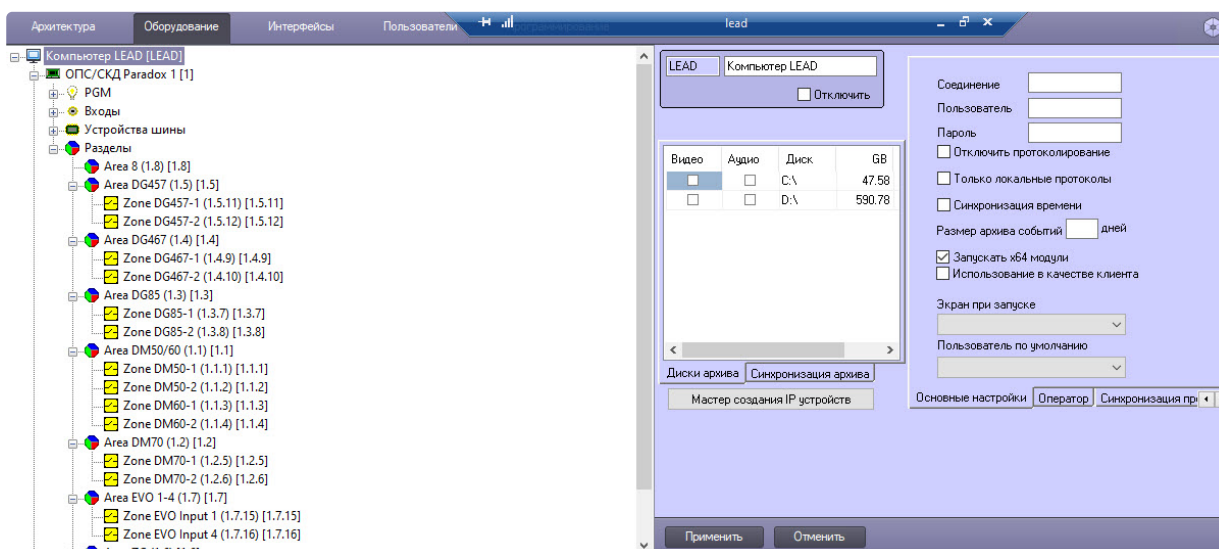 Архитектура Оборудование Интерфейсы Пользователи lead
Компьютер LEAD [LEAD]
ОПС/СКД Paradox 1 [1]
PGM
Входы
Устройства шины
Разделы
Area 8 (1.8) [1.8]
Area DG457 (1.5) [1.5]
Zone DG457-1 (1.5.11) [1.5.11]
Zone DG457-2 (1.5.12) [1.5.12]
Area DG467 (1.4) [1.4]
Zone DG467-1 (1.4.9) [1.4.9]
Zone DG467-2 (1.4.10) [1.4.10]
Area DG85 (1.3) [1.3]
Zone DG85-1 (1.3.7) [1.3.7]
Zone DG85-2 (1.3.8) [1.3.8]
Area DM50/60 (1.1) [1.1]
Zone DM50-1 (1.1.1) [1.1.1]
Zone DM50-2 (1.1.2) [1.1.2]
Zone DM60-1 (1.1.3) [1.1.3]
Zone DM60-2 (1.1.4) [1.1.4]
Area DM70 (1.2) [1.2]
Zone DM70-1 (1.2.5) [1.2.5]
Zone DM70-2 (1.2.6) [1.2.6]
Area EVO 1-4 (1.7) [1.7]
Zone EVO Input 1 (1.7.15) [1.7.15]
Zone EVO Input 4 (1.7.16) [1.7.16]
LEAD Компьютер LEAD
Отключить
Видео Аудио Диск GB
C:\ 47.58
D:\ 590.78
Диски архива Синхронизация архива
Мастер создания IP устройств
Соединение
Пользователь
Пароль
Отключить протоколирование
Только локальные протоколы
Синхронизация времени
Размер архива событий дней
Запускать x64 модули
Использование в качестве клиента
Экран при запуске
Пользователь по умолчанию
Основные настройки Оператор Синхронизация
Применить Отменить